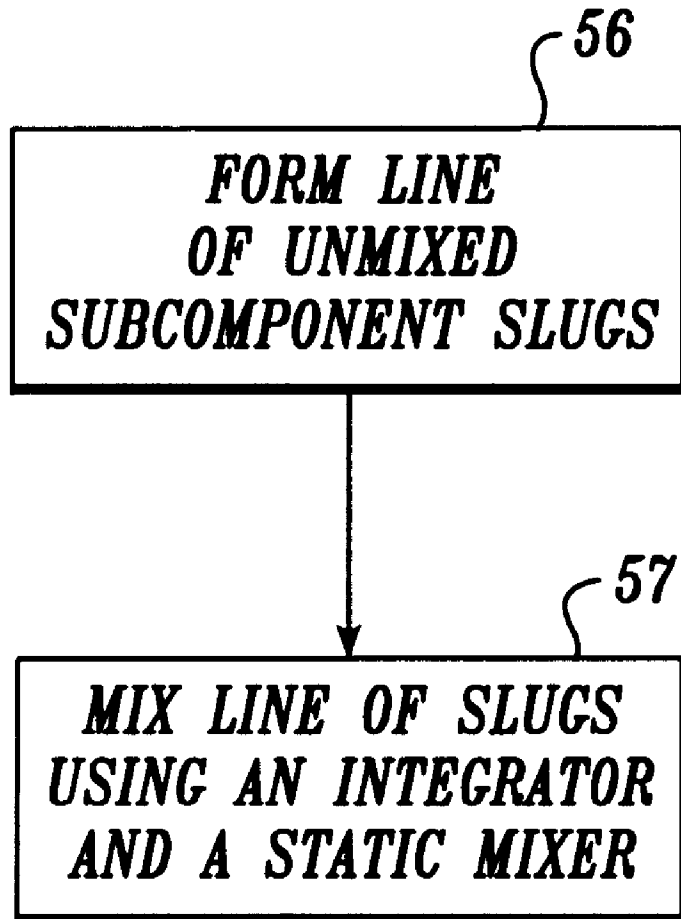 56
FORM LINE
OF UNMIXED
SUBCOMPONENT SLUGS
57
MIX LINE OF SLUGS
USING AN INTEGRATOR
AND A STATIC MIXER